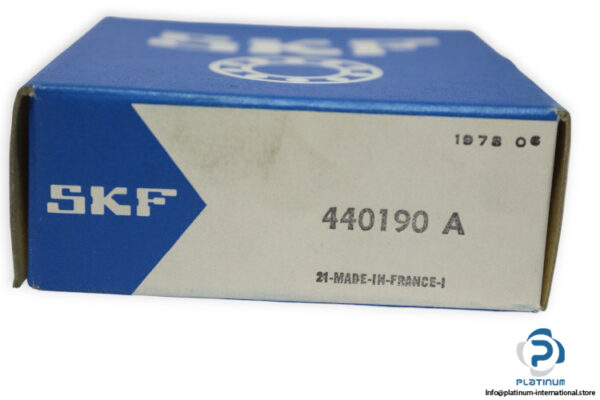 SKF
1978 06
SKF
440190 A
21-MADE-IN-FRANCE-I
PLATINUM
Info@platinum-international.store